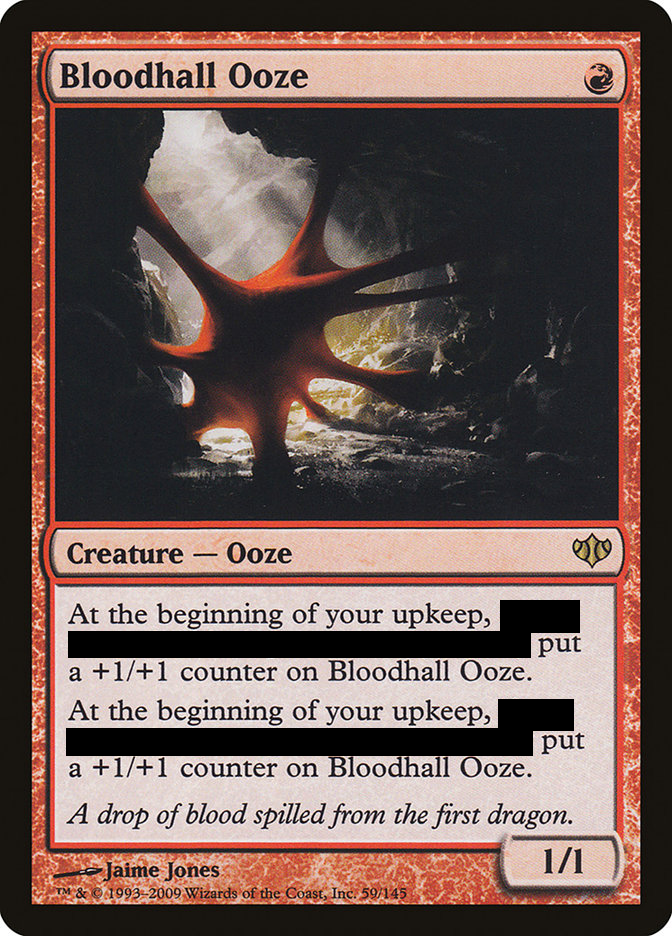 Bloodhall Ooze
Creature — Ooze
At the beginning of your upkeep,
put
a +1/+1 counter on Bloodhall Ooze.
At the beginning of your upkeep,
put
a +1/+1 counter on Bloodhall Ooze.
A drop of blood spilled from the first dragon.
1/1
Jaime Jones
™ & © 1993–2009 Wizards of the Coast, Inc. 59/145